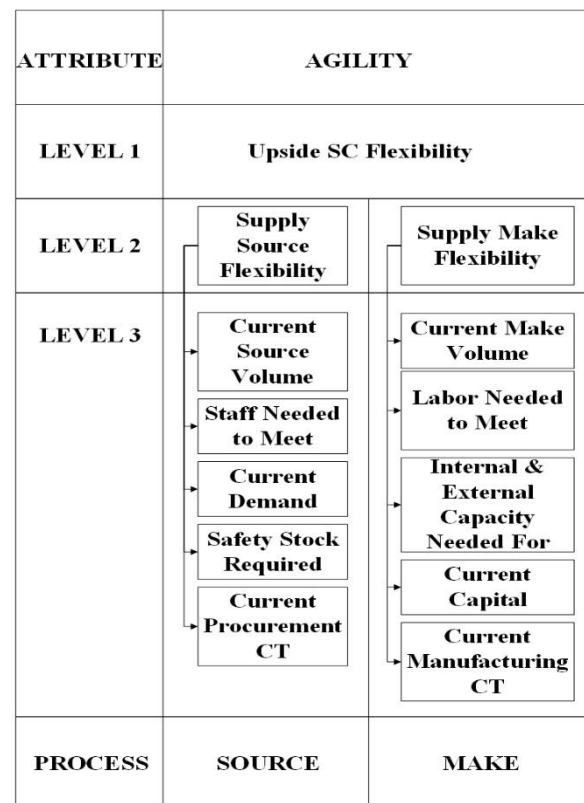 ATTRIBUTE
AGILITY
LEVEL 1
Upside SC Flexibility
LEVEL 2
Supply
Source
Flexibility
Supply Make
Flexibility
LEVEL 3
Current
Source
Volume
Staff Needed
to Meet
Current
Demand
Safety Stock
Required
Current
Procurement
CT
Current Make
Volume
Labor Needed
to Meet
Internal &
External
Capacity
Needed For
Current
Capital
Current
Manufacturing
CT
PROCESS
SOURCE
MAKE